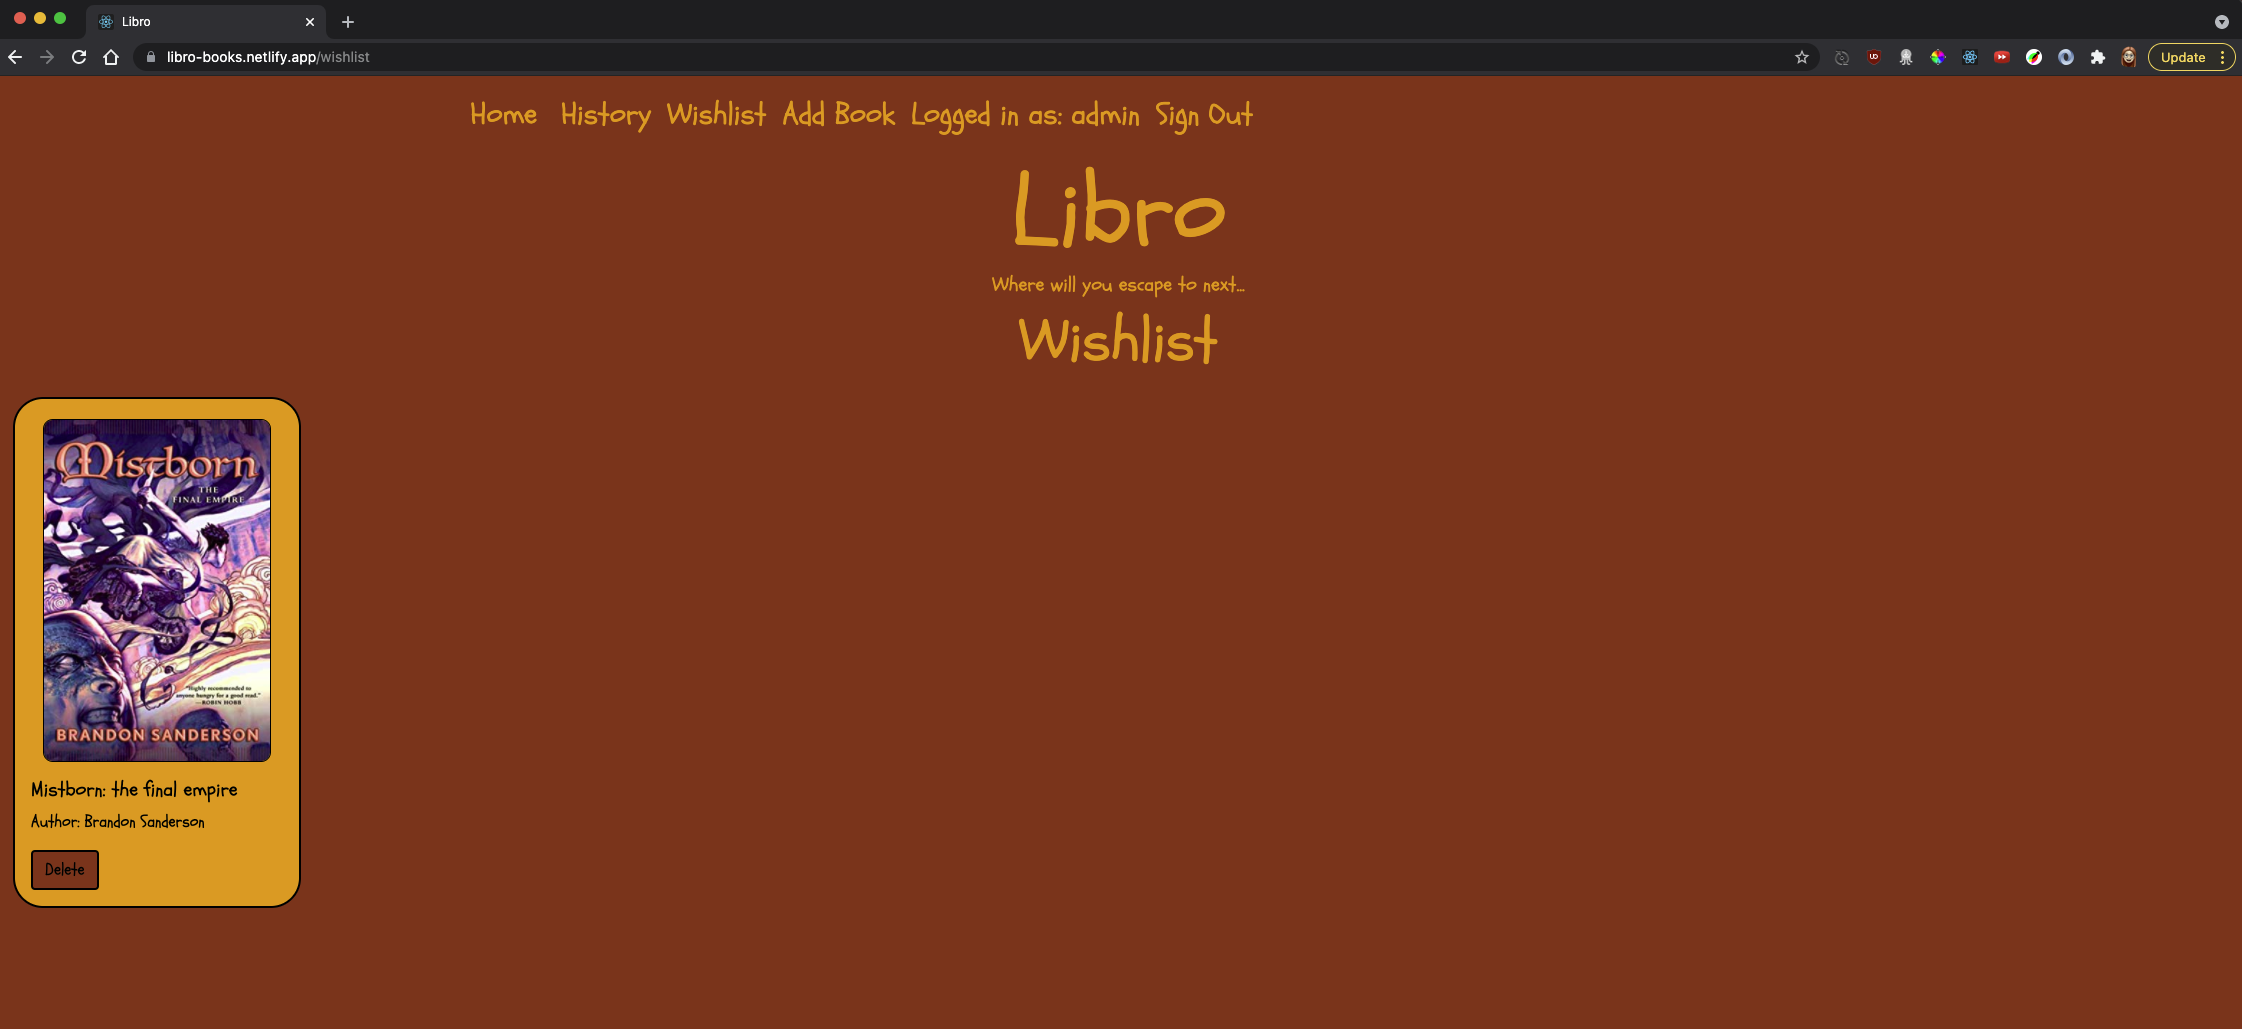 Libro
libro-books.netlify.app/wishlist
Update
Home History Wishlist Add Book Logged in as: admin Sign Out
Libro
Where will you escape to next...
Wishlist
Mistborn
THE
FINAL EMPIRE
"Highly recommended to
anyone hungry for a good read."
—ROBIN HOBB
BRANDON SANDERSON
Mistborn: the final empire
Author: Brandon Sanderson
Delete